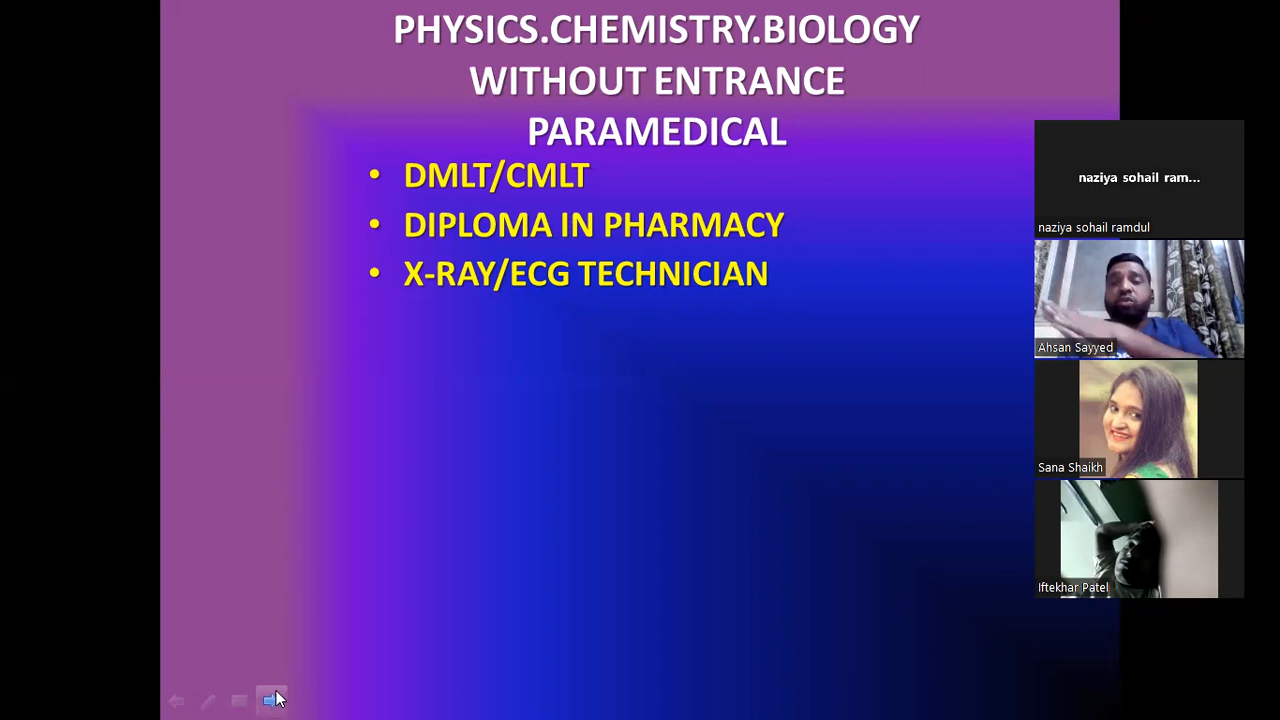 PHYSICS.CHEMISTRY.BIOLOGY
WITHOUT ENTRANCE
PARAMEDICAL
• DMLT/CMLT
• DIPLOMA IN PHARMACY
• X-RAY/ECG TECHNICIAN
naziya sohail ram...
naziya sohail ramdul
Ahsan Sayyed
Sana Shaikh
Iftekhar Patel